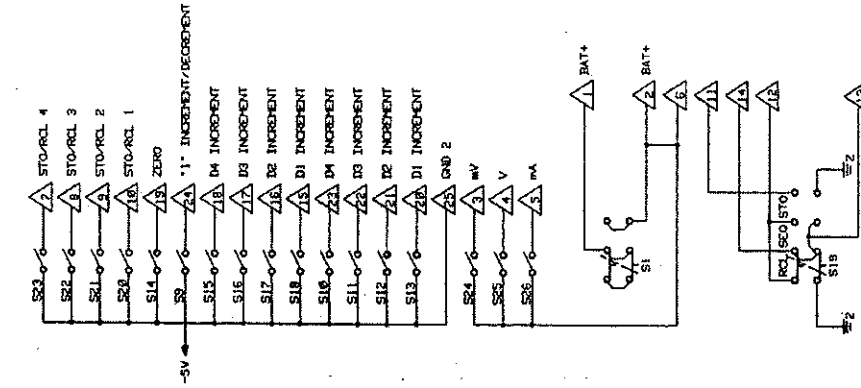 S23 7 STO/RCL 4
S22 8 STO/RCL 3
S21 9 STO/RCL 2
S20 10 STO/RCL 1
S14 19 ZERO
-5V S9 24 "1" INCREMENT/DECREMENT
S15 18 D4 INCREMENT
S16 17 D3 INCREMENT
S17 16 D2 INCREMENT
S18 15 D1 INCREMENT
S10 23 D4 INCREMENT
S11 22 D3 INCREMENT
S12 21 D2 INCREMENT
S13 20 D1 INCREMENT
25 GND 2
S24 3 mV
S25 4 V
S26 5 mA
1 BAT+
S1
2 BAT+
6
11
14
12
RCL SEQ STO
S19
2
2